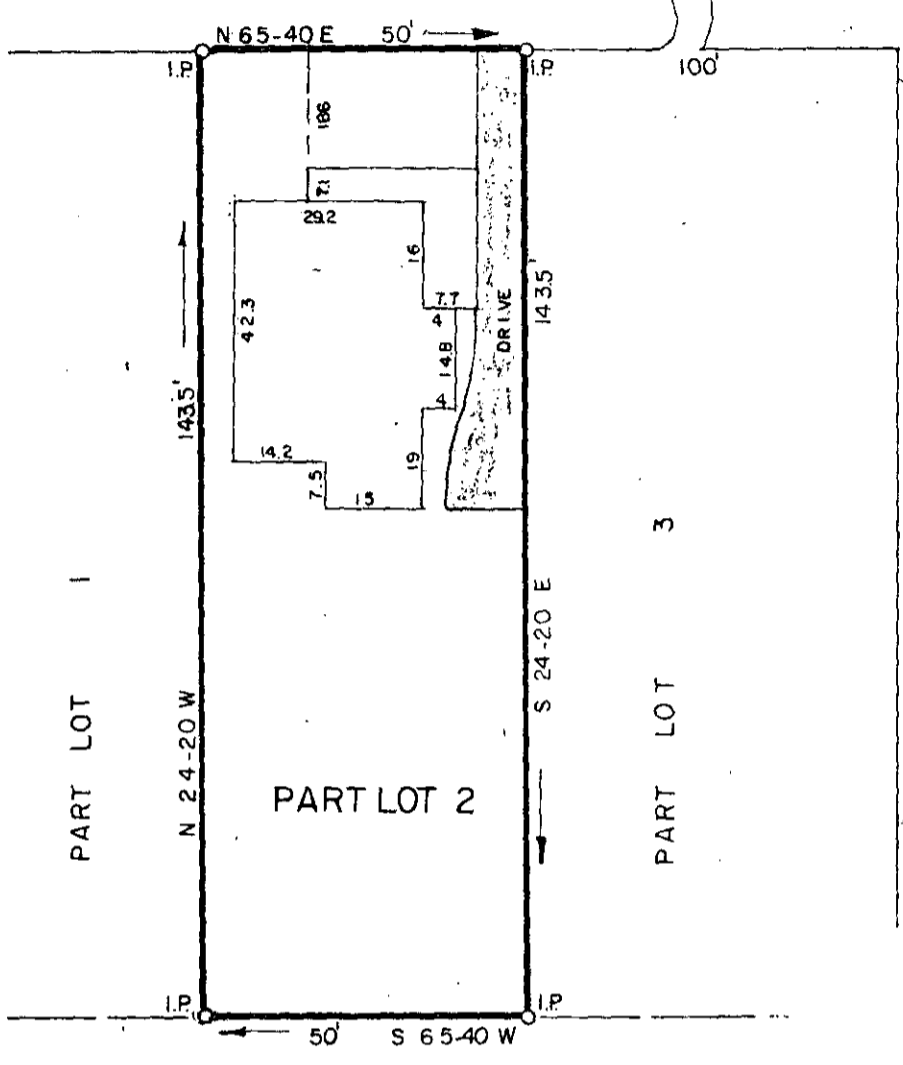 N 65-40 E 50'
I.P.
I.P.
100'
18.6
7.1
29.2
16
7.7
4
42.3
14.8
DRIVE
143.5'
143.5'
4
14.2
19
7.5
15
1
3
S 24-20 E
N 24-20 W
PART LOT
PART LOT
PART LOT 2
I.P.
I.P.
50' S 65-40 W